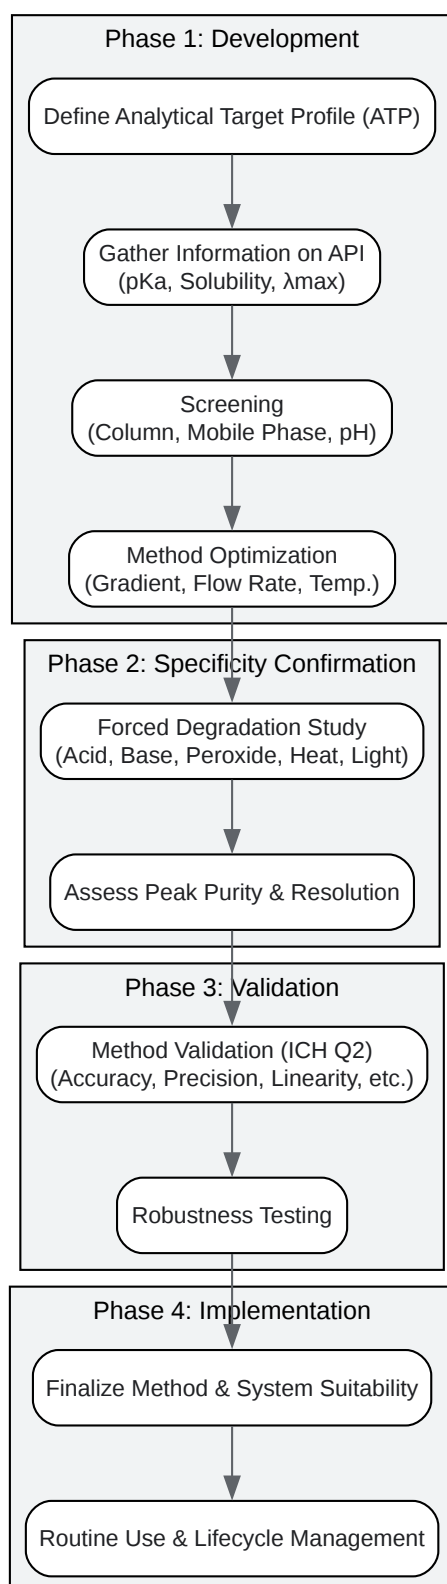 Phase 1: Development
Define Analytical Target Profile (ATP)
Gather Information on API
(pKa, Solubility, λmax)
Screening
(Column, Mobile Phase, pH)
Method Optimization
(Gradient, Flow Rate, Temp.)
Phase 2: Specificity Confirmation
Forced Degradation Study
(Acid, Base, Peroxide, Heat, Light)
Assess Peak Purity & Resolution
Phase 3: Validation
Method Validation (ICH Q2)
(Accuracy, Precision, Linearity, etc.)
Robustness Testing
Phase 4: Implementation
Finalize Method & System Suitability
Routine Use & Lifecycle Management